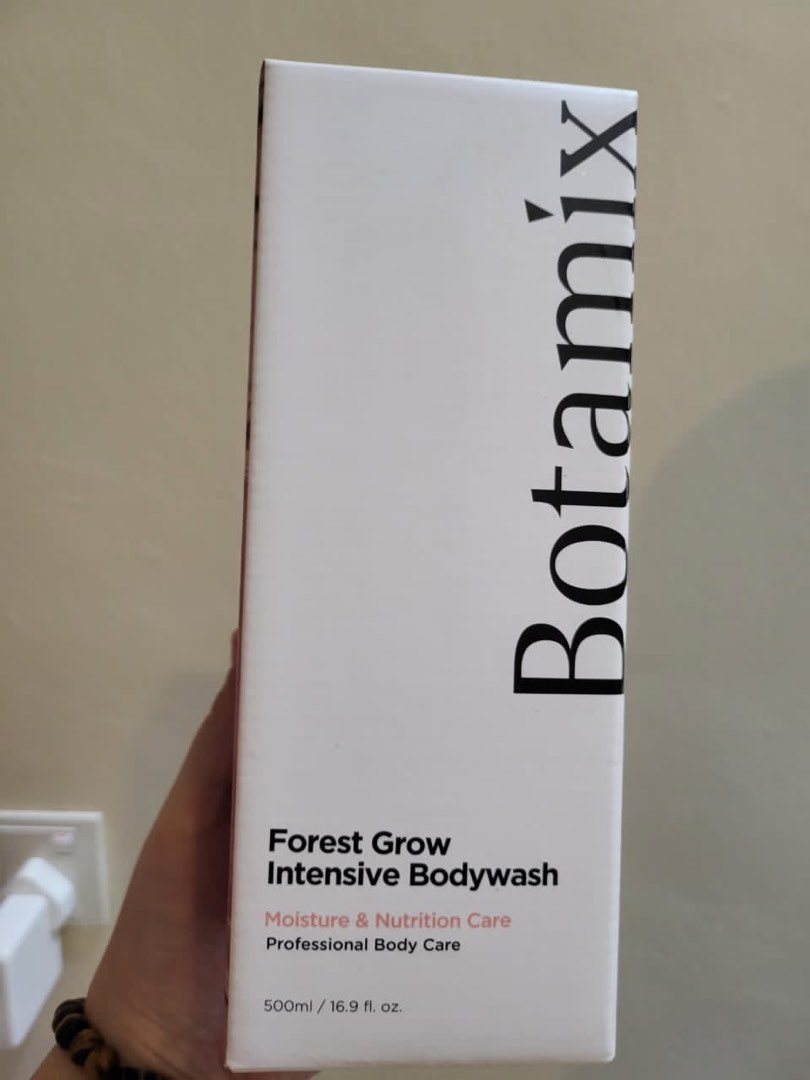 Botamix
Forest Grow
Intensive Bodywash
Moisture & Nutrition Care
Professional Body Care
500ml / 16.9 fl. oz.